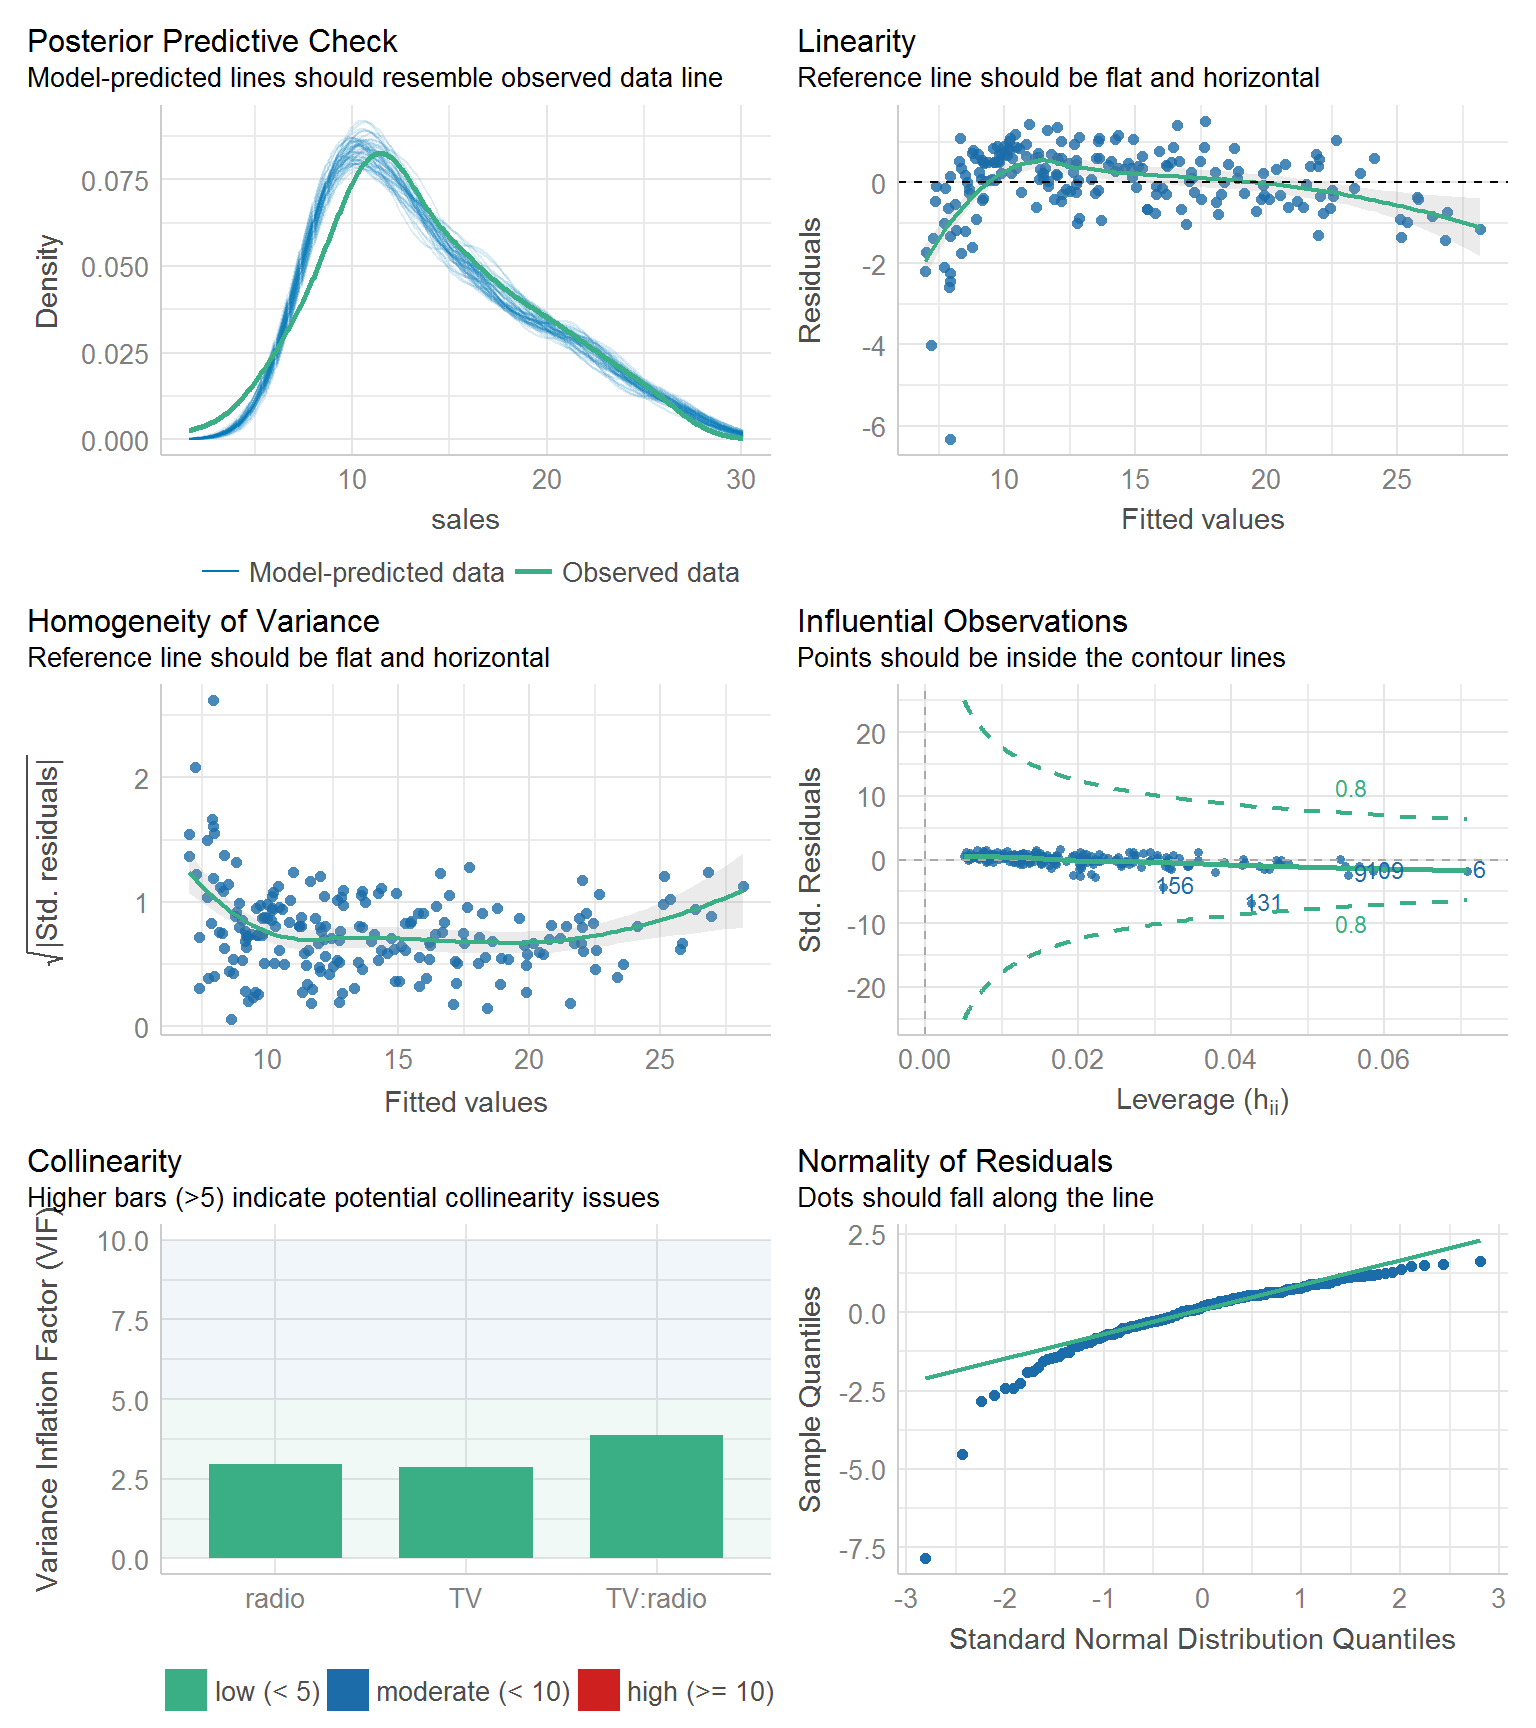 Posterior Predictive Check
Model-predicted lines should resemble observed data line
Density
0.075
0.050
0.025
0.000
10 20 30
sales
Model-predicted data Observed data
Linearity
Reference line should be flat and horizontal
Residuals
0
-2
-4
-6
10 15 20 25
Fitted values
Homogeneity of Variance
Reference line should be flat and horizontal
√|Std. residuals|
2
1
0
10 15 20 25
Fitted values
Influential Observations
Points should be inside the contour lines
Std. Residuals
20
10
0
-10
-20
0.8
156
131
9109
6
0.8
0.00 0.02 0.04 0.06
Leverage (hii)
Collinearity
Higher bars (>5) indicate potential collinearity issues
Variance Inflation Factor (VIF)
10.0
7.5
5.0
2.5
0.0
radio TV TV:radio
low (< 5) moderate (< 10) high (>= 10)
Normality of Residuals
Dots should fall along the line
Sample Quantiles
2.5
0.0
-2.5
-5.0
-7.5
-3 -2 -1 0 1 2 3
Standard Normal Distribution Quantiles